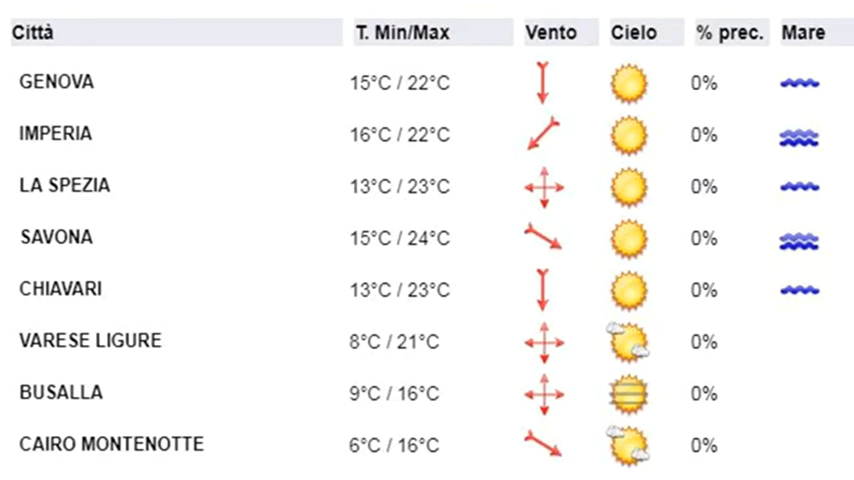 Città T. Min/Max Vento Cielo % prec. Mare
GENOVA 15°C / 22°C 0%
IMPERIA 16°C / 22°C 0%
LA SPEZIA 13°C / 23°C 0%
SAVONA 15°C / 24°C 0%
CHIAVARI 13°C / 23°C 0%
VARESE LIGURE 8°C / 21°C 0%
BUSALLA 9°C / 16°C 0%
CAIRO MONTENOTTE 6°C / 16°C 0%